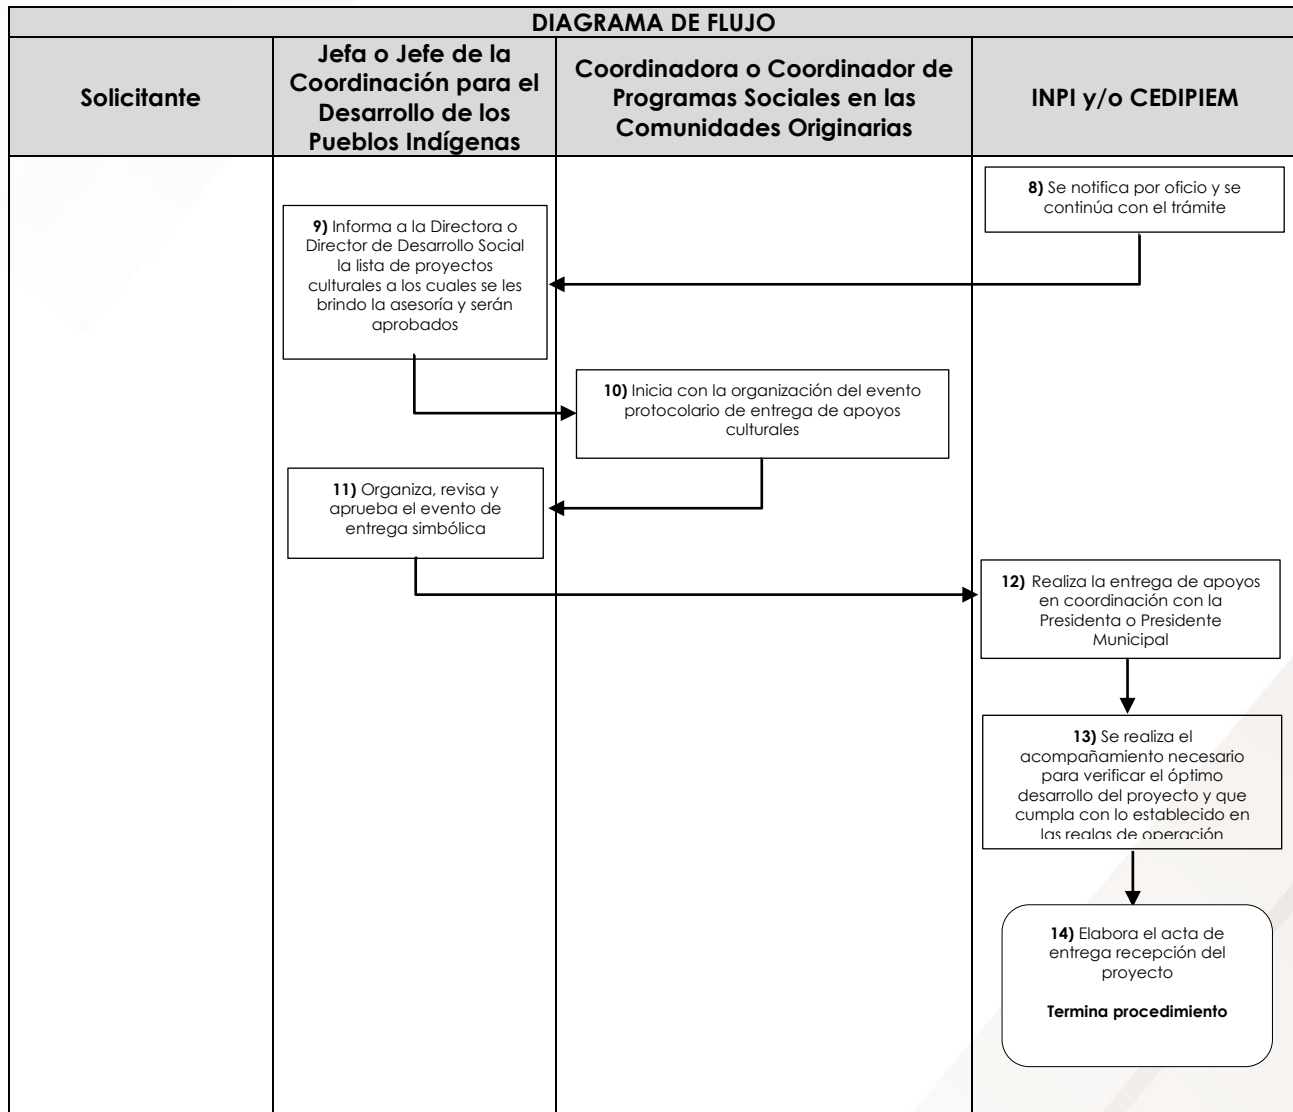 DIAGRAMA DE FLUJO
Solicitante
Jefa o Jefe de la
Coordinación para el
Desarrollo de los
Pueblos Indígenas
Coordinadora o Coordinador de
Programas Sociales en las
Comunidades Originarias
INPI y/o CEDIPIEM
8) Se notifica por oficio y se
continúa con el trámite
9) Informa a la Directora o
Director de Desarrollo Social
la lista de proyectos
culturales a los cuales se les
brindo la asesoría y serán
aprobados
10) Inicia con la organización del evento
protocolario de entrega de apoyos
culturales
11) Organiza, revisa y
aprueba el evento de
entrega simbólica
12) Realiza la entrega de apoyos
en coordinación con la
Presidenta o Presidente
Municipal
13) Se realiza el
acompañamiento necesario
para verificar el óptimo
desarrollo del proyecto y que
cumpla con lo establecido en
las reglas de operación
14) Elabora el acta de
entrega recepción del
proyecto
Termina procedimiento